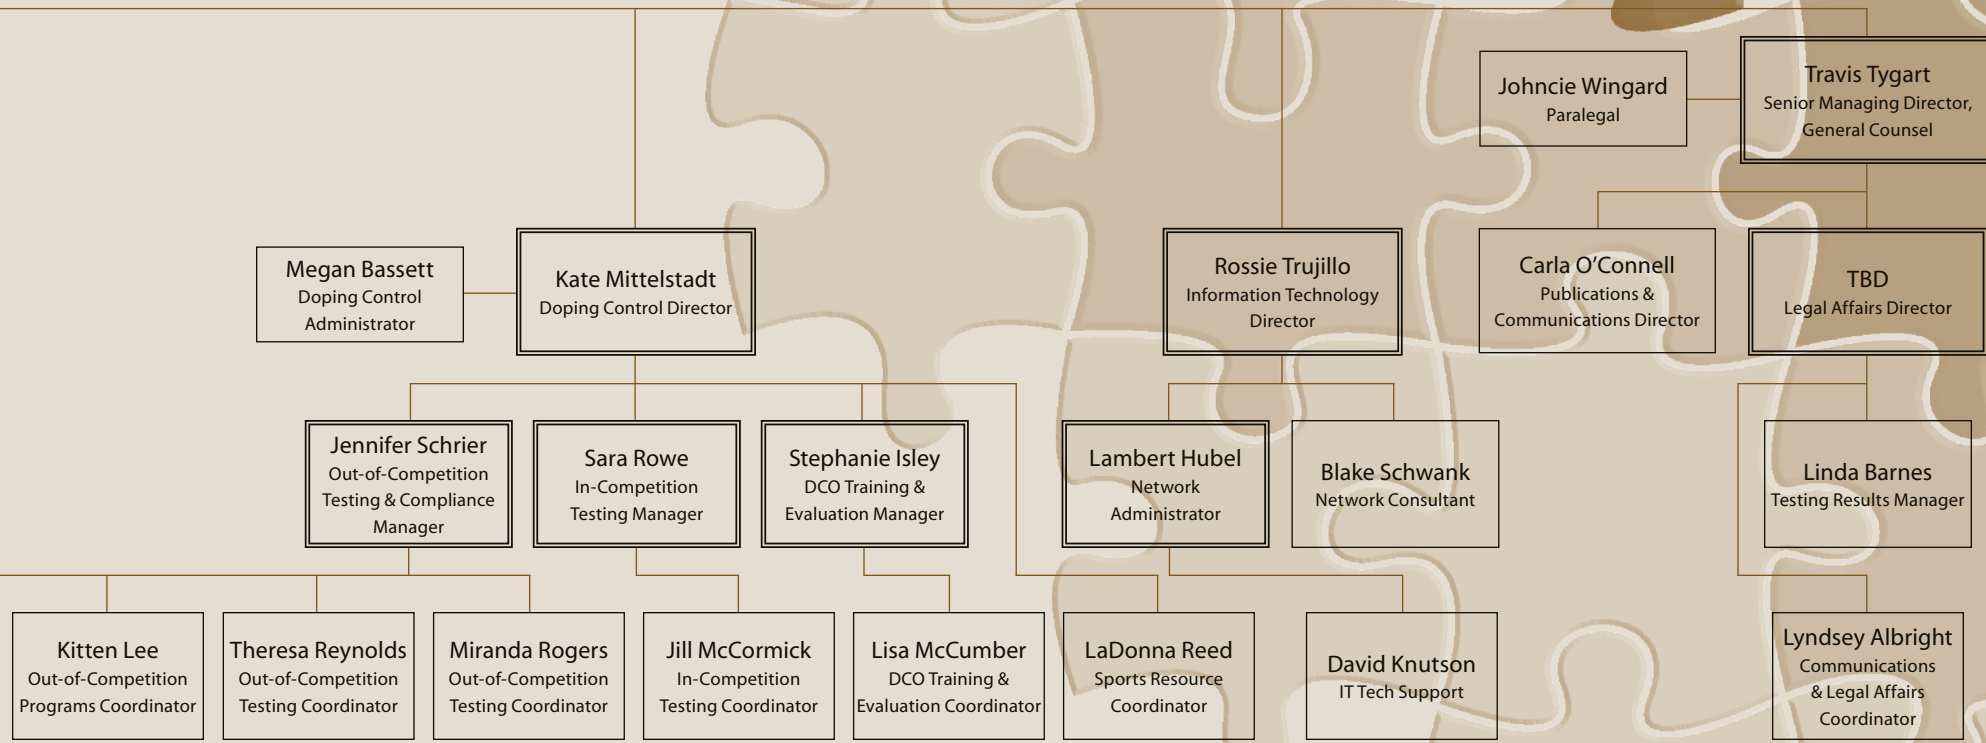 Johncie Wingard
Paralegal
Travis Tygart
Senior Managing Director,
General Counsel
Megan Bassett
Doping Control
Administrator
Kate Mittelstadt
Doping Control Director
Rossie Trujillo
Information Technology
Director
Carla O’Connell
Publications &
Communications Director
TBD
Legal Affairs Director
Jennifer Schrier
Out-of-Competition
Testing & Compliance
Manager
Sara Rowe
In-Competition
Testing Manager
Stephanie Isley
DCO Training &
Evaluation Manager
Lambert Hubel
Network
Administrator
Blake Schwank
Network Consultant
Linda Barnes
Testing Results Manager
Kitten Lee
Out-of-Competition
Programs Coordinator
Theresa Reynolds
Out-of-Competition
Testing Coordinator
Miranda Rogers
Out-of-Competition
Testing Coordinator
Jill McCormick
In-Competition
Testing Coordinator
Lisa McCumber
DCO Training &
Evaluation Coordinator
LaDonna Reed
Sports Resource
Coordinator
David Knutson
IT Tech Support
Lyndsey Albright
Communications
& Legal Affairs
Coordinator